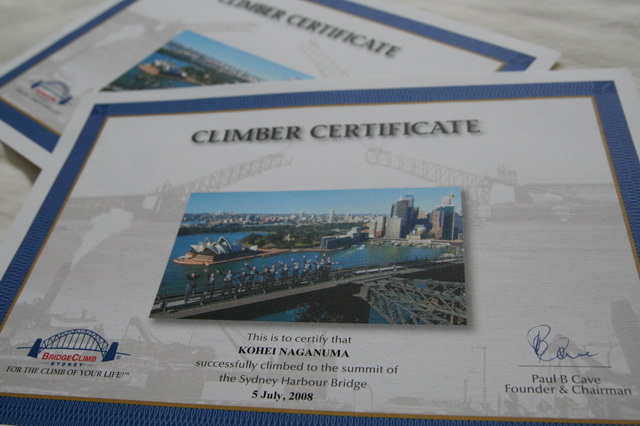 CLIMBER CERTIFICATE
CLIMBER CERTIFICATE
This is to certify that
KOHEI NAGANUMA
successfully climbed to the summit of
the Sydney Harbour Bridge
5 July, 2008
BRIDGECLIMB
SYDNEY
FOR THE CLIMB OF YOUR LIFE!™
Paul B Cave
Founder & Chairman